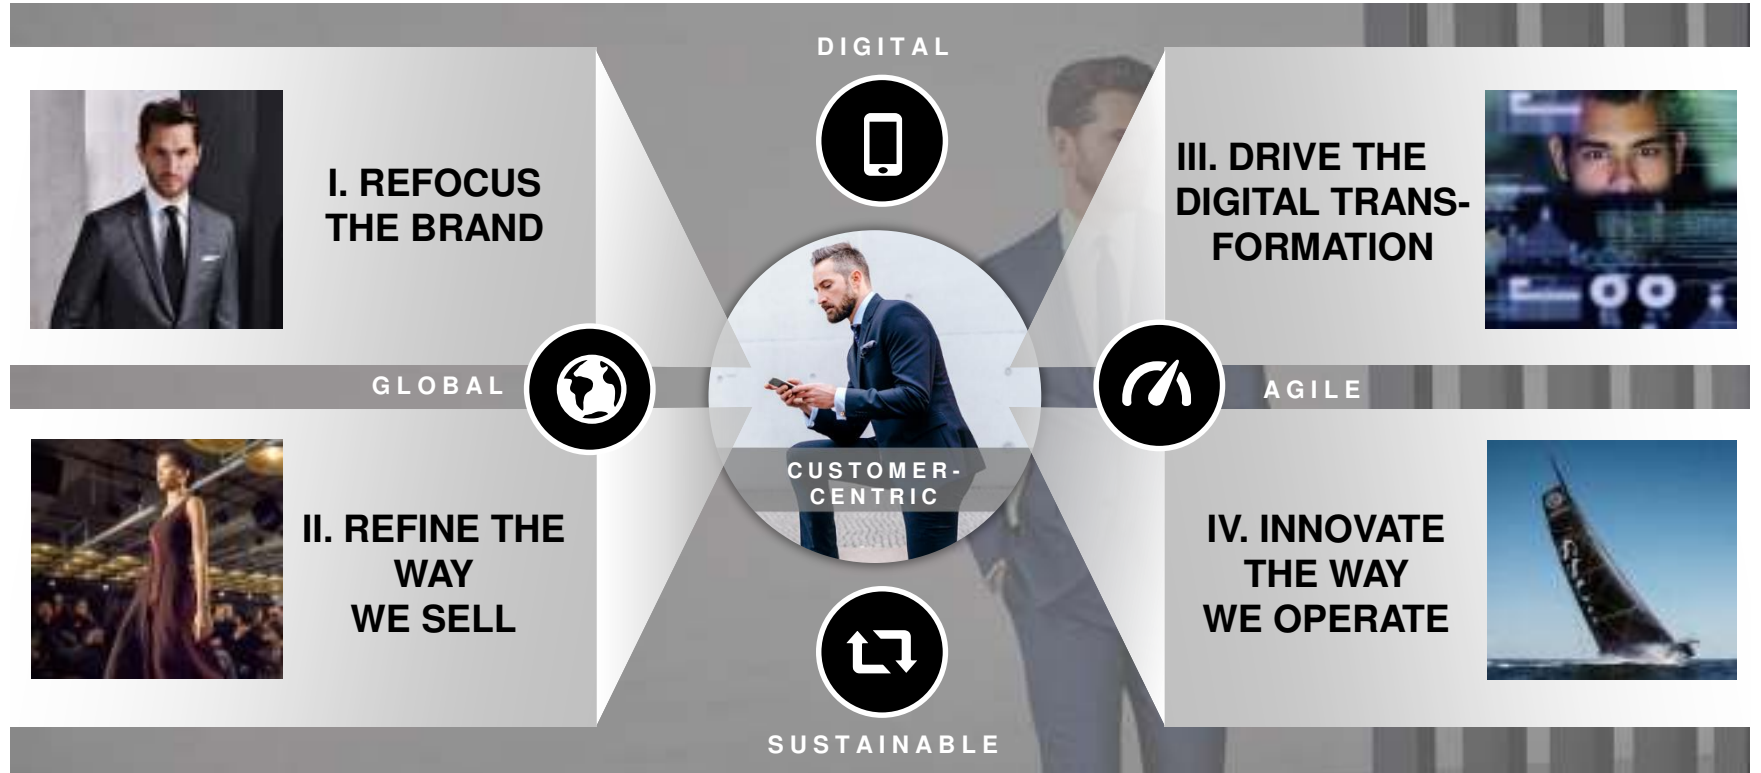 DIGITAL
I. REFOCUS
THE BRAND
III. DRIVE THE
DIGITAL TRANS-
FORMATION
GLOBAL
AGILE
CUSTOMER-
CENTRIC
II. REFINE THE
WAY
WE SELL
IV. INNOVATE
THE WAY
WE OPERATE
SUSTAINABLE